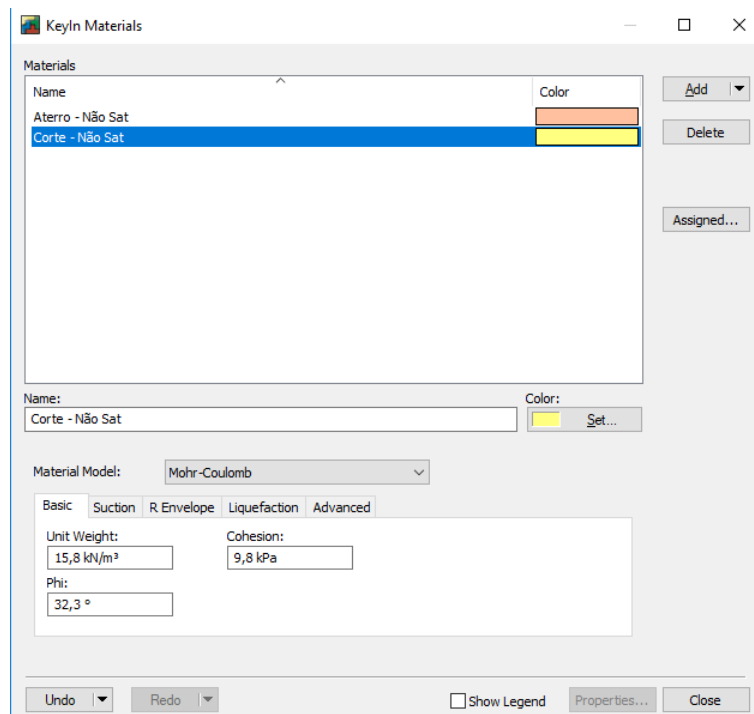 KeyIn Materials
Materials
Name Color Add
Aterro - Não Sat
Corte - Não Sat Delete
Assigned...
Name: Color:
Corte - Não Sat Set...
Material Model: Mohr-Coulomb
Basic Suction R Envelope Liquefaction Advanced
Unit Weight: Cohesion:
15,8 kN/m³ 9,8 kPa
Phi:
32,3 °
Undo Redo Show Legend Properties... Close